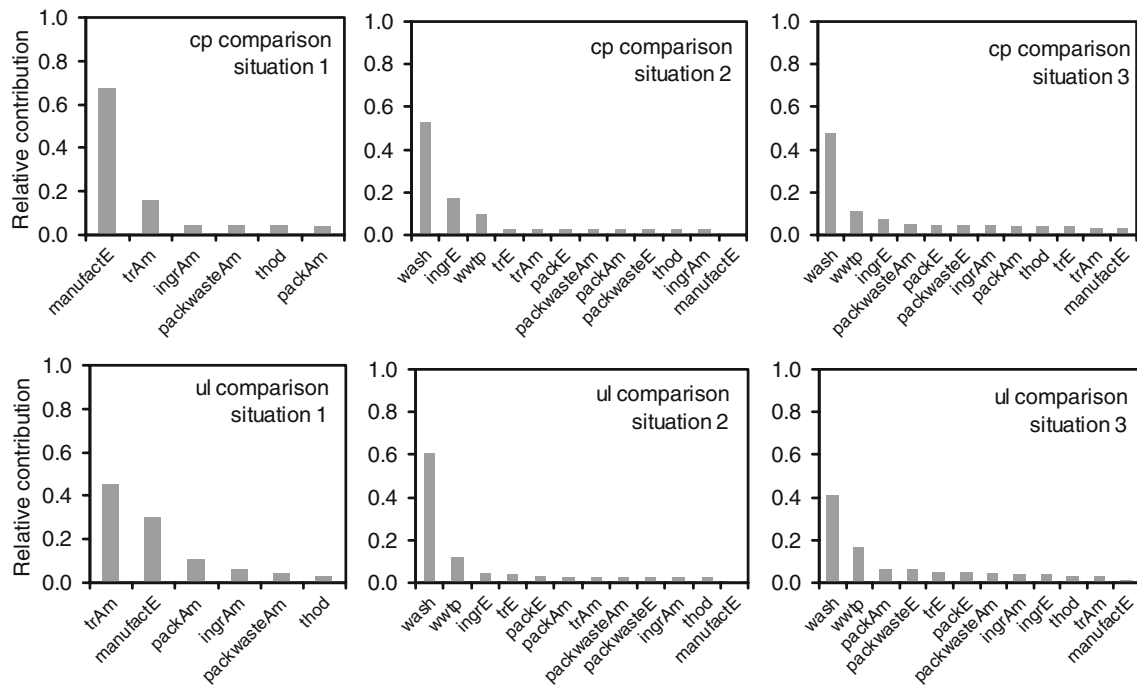 Relative contribution
1.0
0.8
0.6
0.4
0.2
0.0
cp comparison
situation 1
manufactE
trAm
ingrAm
packwasteAm
thod
packAm
1.0
0.8
0.6
0.4
0.2
0.0
cp comparison
situation 2
wash
ingrE
wwtp
trE
trAm
packE
packwasteAm
packAm
packwasteE
thod
ingrAm
manufactE
1.0
0.8
0.6
0.4
0.2
0.0
cp comparison
situation 3
wash
wwtp
ingrE
packwasteAm
packE
packwasteE
ingrAm
packAm
thod
trE
trAm
manufactE
Relative contribution
1.0
0.8
0.6
0.4
0.2
0.0
ul comparison
situation 1
trAm
manufactE
packAm
ingrAm
packwasteAm
thod
1.0
0.8
0.6
0.4
0.2
0.0
ul comparison
situation 2
wash
wwtp
ingrE
trE
packE
packAm
trAm
packwasteAm
packwasteE
ingrAm
thod
manufactE
1.0
0.8
0.6
0.4
0.2
0.0
ul comparison
situation 3
wash
wwtp
packAm
packwasteE
trE
packE
packwasteAm
ingrAm
ingrE
thod
trAm
manufactE